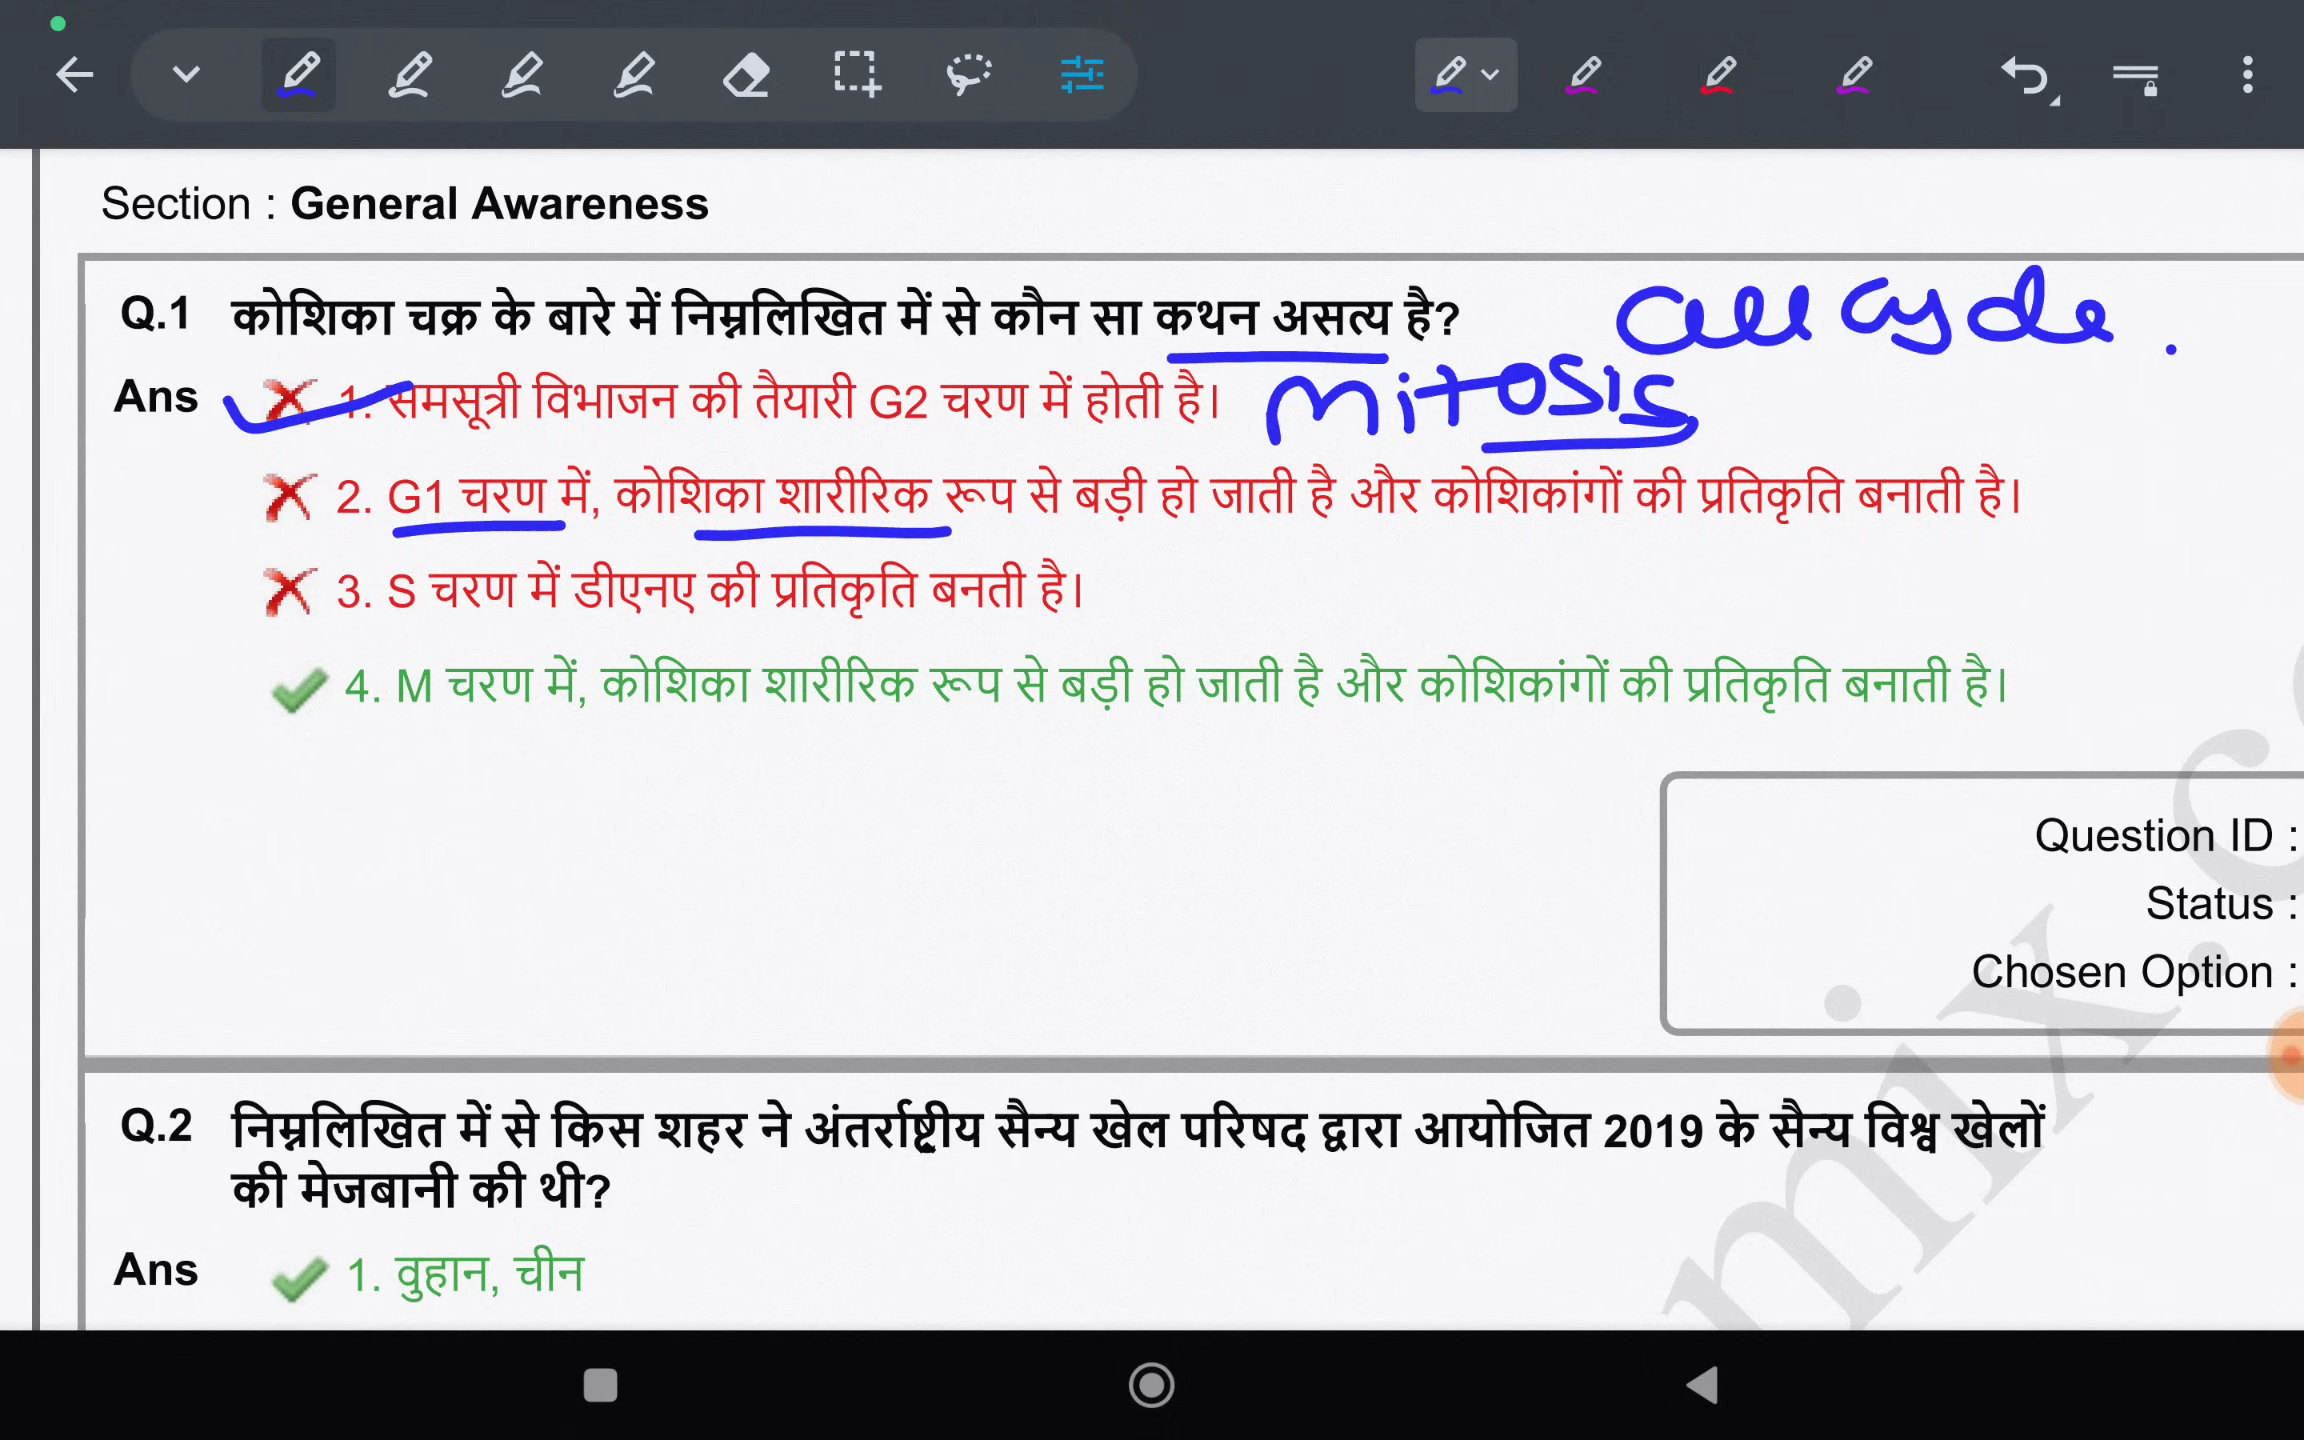 Section : General Awareness
Q.1 कोशिका चक्र के बारे में निम्नलिखित में से कौन सा कथन असत्य है? Cell Cycle.
Ans 1. समसूत्री विभाजन की तैयारी G2 चरण में होती है। Mitosis
2. G1 चरण में, कोशिका शारीरिक रूप से बड़ी हो जाती है और कोशिकांगों की प्रतिकृति बनाती है।
3. S चरण में डीएनए की प्रतिकृति बनती है।
4. M चरण में, कोशिका शारीरिक रूप से बड़ी हो जाती है और कोशिकांगों की प्रतिकृति बनाती है।
Question ID :
Status :
Chosen Option :
Q.2 निम्नलिखित में से किस शहर ने अंतर्राष्ट्रीय सैन्य खेल परिषद द्वारा आयोजित 2019 के सैन्य विश्व खेलों
की मेजबानी की थी?
Ans 1. वुहान, चीन